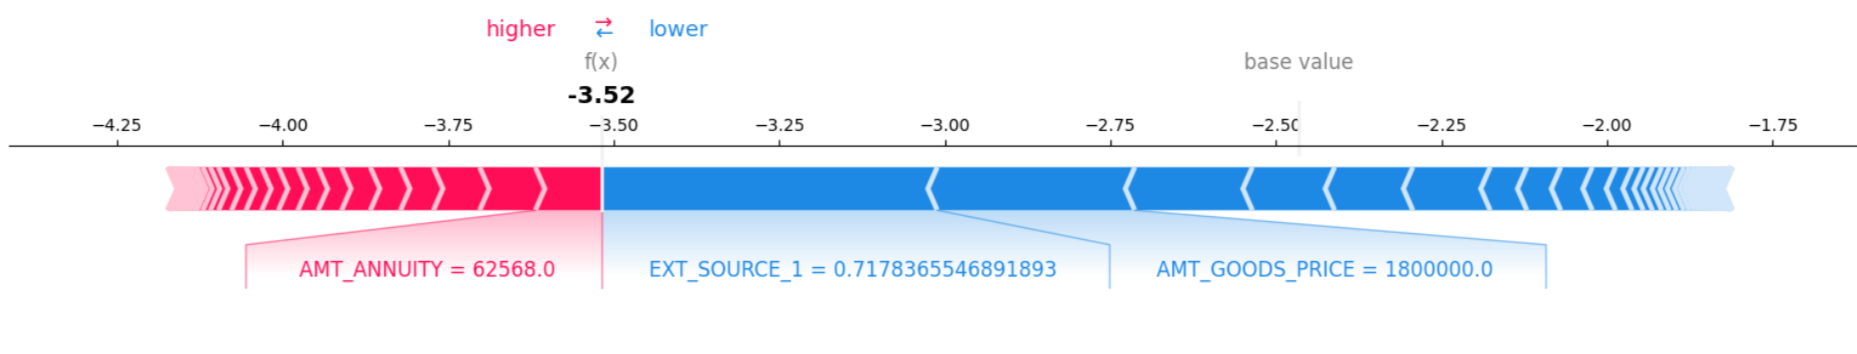 higher ⇄ lower
f(x)
base value
-3.52
−4.25 −4.00 −3.75 −3.50 −3.25 −3.00 −2.75 −2.50 −2.25 −2.00 −1.75
AMT_ANNUITY = 62568.0
EXT_SOURCE_1 = 0.7178365546891893
AMT_GOODS_PRICE = 1800000.0